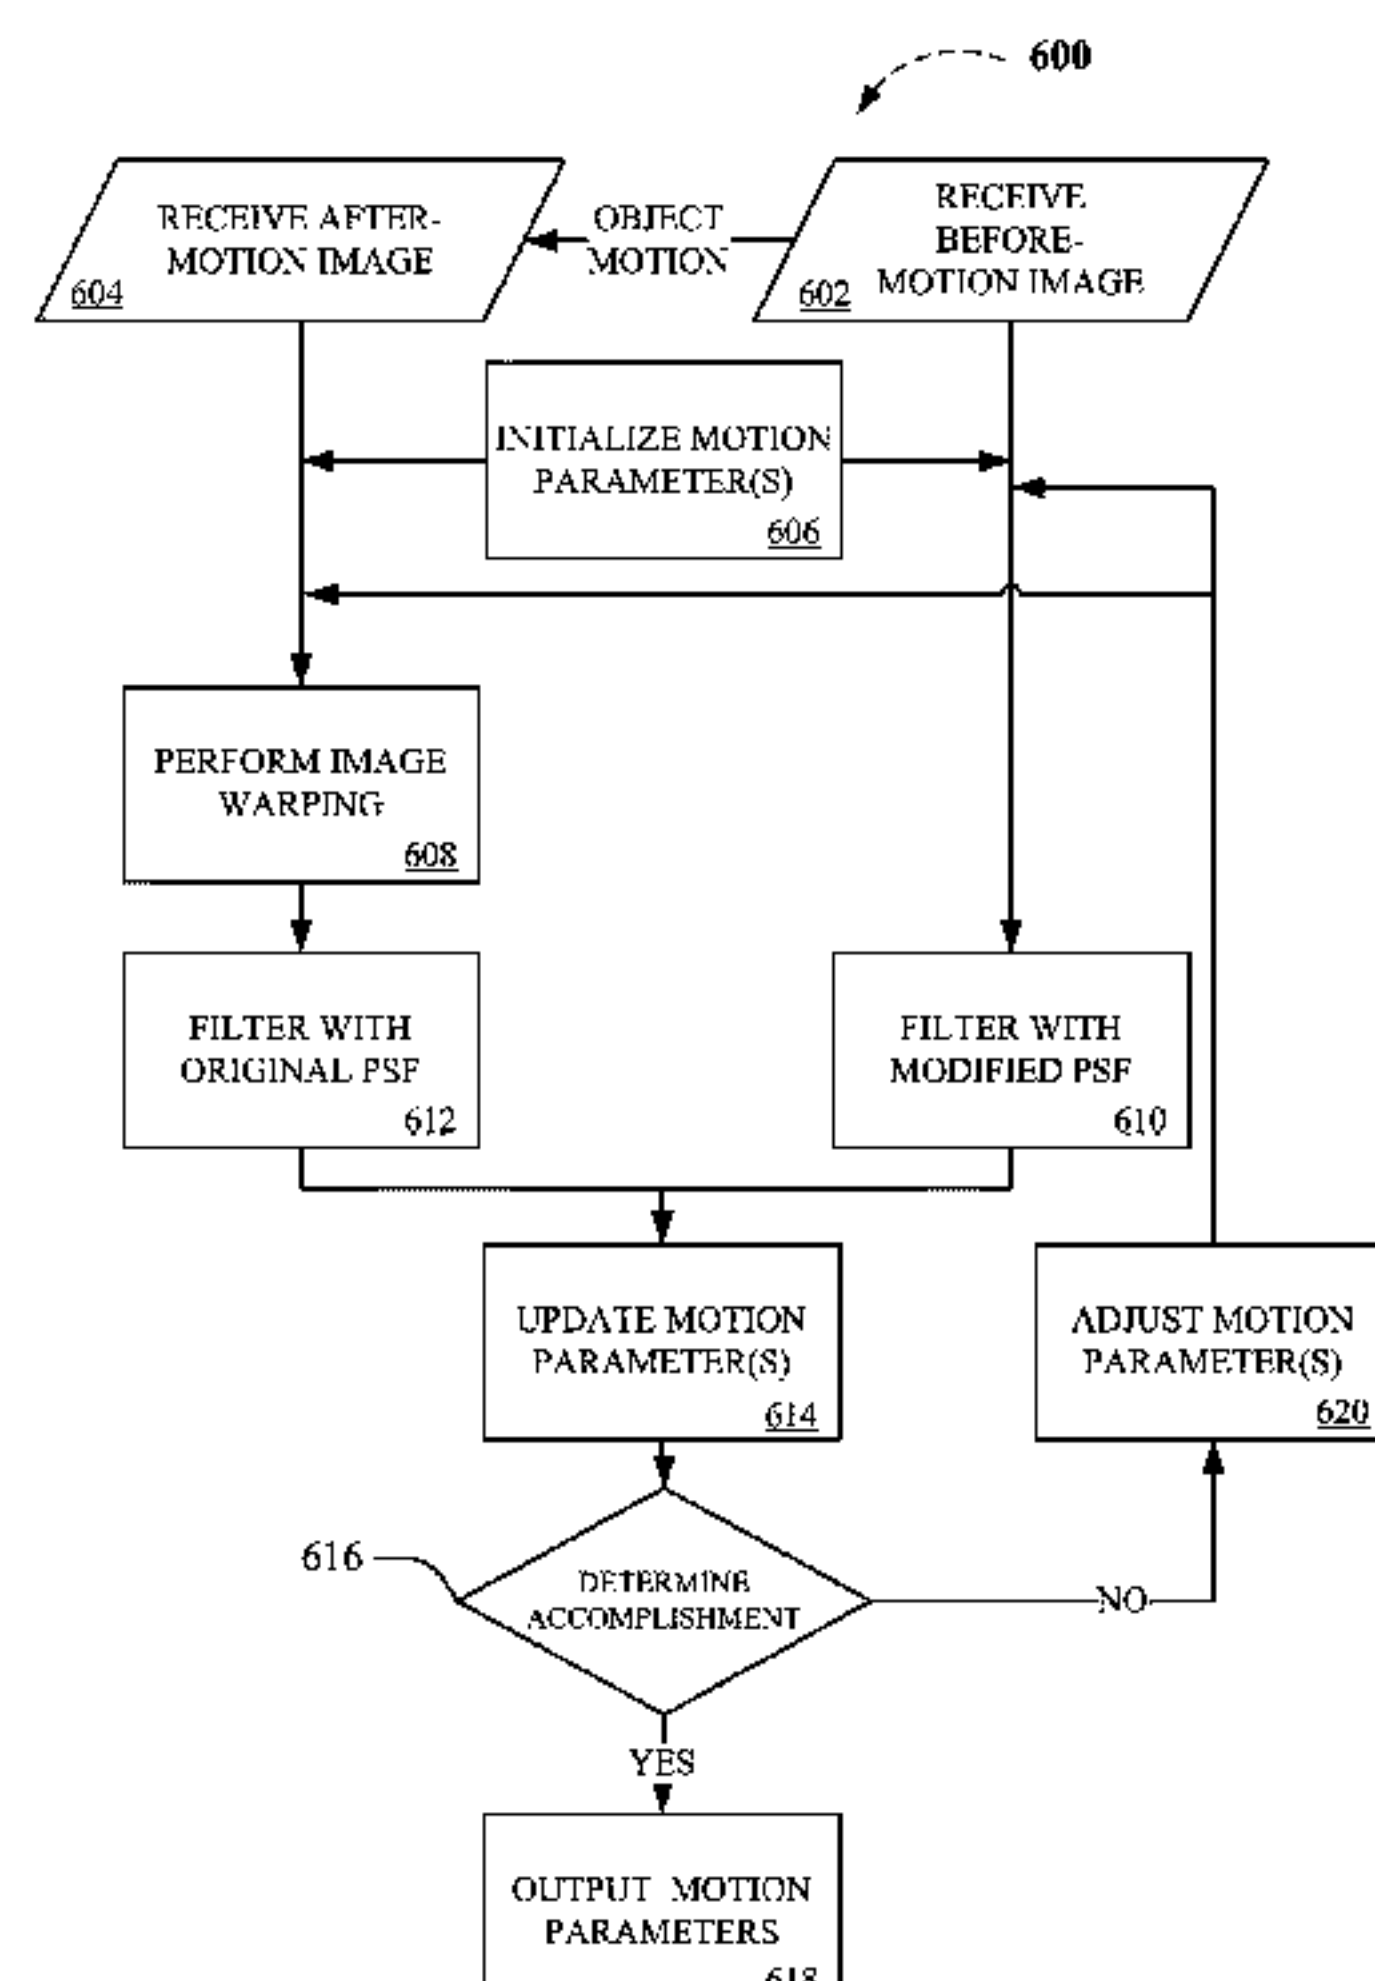 600
RECEIVE AFTER-
MOTION IMAGE
604
OBJECT
MOTION
RECEIVE
BEFORE-
MOTION IMAGE
602
INITIALIZE MOTION
PARAMETER(S)
606
PERFORM IMAGE
WARPING
608
FILTER WITH
ORIGINAL PSF
612
FILTER WITH
MODIFIED PSF
610
UPDATE MOTION
PARAMETER(S)
614
ADJUST MOTION
PARAMETER(S)
620
616
DETERMINE
ACCOMPLISHMENT
NO
YES
OUTPUT MOTION
PARAMETERS
618